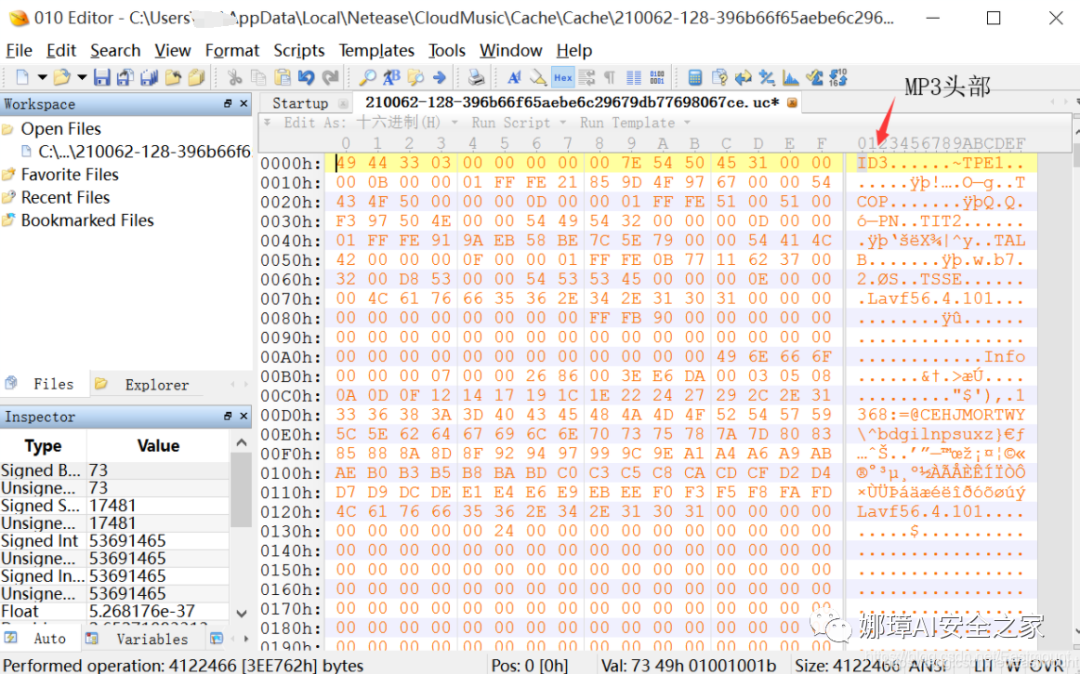 010 Editor - C:\Users\ \AppData\Local\Netease\CloudMusic\Cache\Cache\210062-128-396b66f65aebe6c296...
File Edit Search View Format Scripts Templates Tools Window Help
MP3头部
Workspace
Startup 210062-128-396b66f65aebe6c29679db77698067ce.uc*
Open Files
C:\...\210062-128-396b66f6
Favorite Files
Recent Files
Bookmarked Files
Files Explorer
Edit As: 十六进制(H) Run Script Run Template
0 1 2 3 4 5 6 7 8 9 A B C D E F 0123456789ABCDEF
0000h: 49 44 33 03 00 00 00 00 00 7E 54 50 45 31 00 00 ID3......~TPE1..
0010h: 00 0B 00 00 01 FF FE 21 85 9D 4F 97 67 00 00 54 .....ÿþ!….O—g..T
0020h: 43 4F 50 00 00 00 0D 00 00 01 FF FE 51 00 51 00 COP.......ÿþQ.Q.
0030h: F3 97 50 4E 00 00 54 49 54 32 00 00 00 0D 00 00 ó—PN..TIT2......
0040h: 01 FF FE 91 9A EB 58 BE 7C 5E 79 00 00 54 41 4C .ÿþ‘šëX¾|^y..TAL
0050h: 42 00 00 00 0F 00 00 01 FF FE 0B 77 11 62 37 00 B.......ÿþ.w.b7.
0060h: 32 00 D8 53 00 00 54 53 53 45 00 00 00 0E 00 00 2.ØS..TSSE......
0070h: 00 4C 61 76 66 35 36 2E 34 2E 31 30 31 00 00 00 .Lavf56.4.101...
0080h: 00 00 00 00 00 00 00 00 FF FB 90 00 00 00 00 00 ........ÿû......
0090h: 00 00 00 00 00 00 00 00 00 00 00 00 00 00 00 00 ................
00A0h: 00 00 00 00 00 00 00 00 00 00 00 00 49 6E 66 6F ............Info
00B0h: 00 00 00 07 00 00 26 86 00 3E E6 DA 00 03 05 08 ......&†.>æÚ....
00C0h: 0A 0D 0F 12 14 17 19 1C 1E 22 24 27 29 2C 2E 31 ........."$'),.1
00D0h: 33 36 38 3A 3D 40 43 45 48 4A 4D 4F 52 54 57 59 368:=@CEHJMORTWY
00E0h: 5C 5E 62 64 67 69 6C 6E 70 73 75 78 7A 7D 80 83 \^bdgilnpsuxz}€ƒ
00F0h: 85 88 8A 8D 8F 92 94 97 99 9C 9E A1 A4 A6 A9 AB …ˆŠ..’”—™œž¡¤¦©«
0100h: AE B0 B3 B5 B8 BA BD C0 C3 C5 C8 CA CD CF D2 D4 ®°³µ¸º½ÀÃÅÈÊÍÏÒÔ
0110h: D7 D9 DC DE E1 E4 E6 E9 EB EE F0 F3 F5 F8 FA FD ×ÙÜÞáäæéëîðóõøúý
0120h: 4C 61 76 66 35 36 2E 34 2E 31 30 31 00 00 00 00 Lavf56.4.101....
0130h: 00 00 00 00 00 24 00 00 00 00 00 00 00 00 00 00 .....$..........
0140h: 00 00 00 00 00 00 00 00 00 00 00 00 00 00 00 00 ................
0150h: 00 00 00 00 00 00 00 00 00 00 00 00 00 00 00 00 ................
0160h: 00 00 00 00 00 00 00 00 00 00 00 00 00 00 00 00 ................
0170h: 00 00 00 00 00 00 00 00 00 00 00 00 00 00 00 00
0180h: 00 00 00 00 00 00 00 00 00 00 00 00 00 00 00
0190h:
Inspector
Type Value
Signed B... 73
Unsigne... 73
Signed S... 17481
Unsigne... 17481
Signed Int 53691465
Unsigne... 53691465
Signed In... 53691465
Unsigne... 53691465
Float 5.268176e-37
Auto Variables
娜璋AI安全之家
Performed operation: 4122466 [3EE762h] bytes Pos: 0 [0h] Val: 73 49h 01001001b Size: 4122466 ANSI LIT W OVR